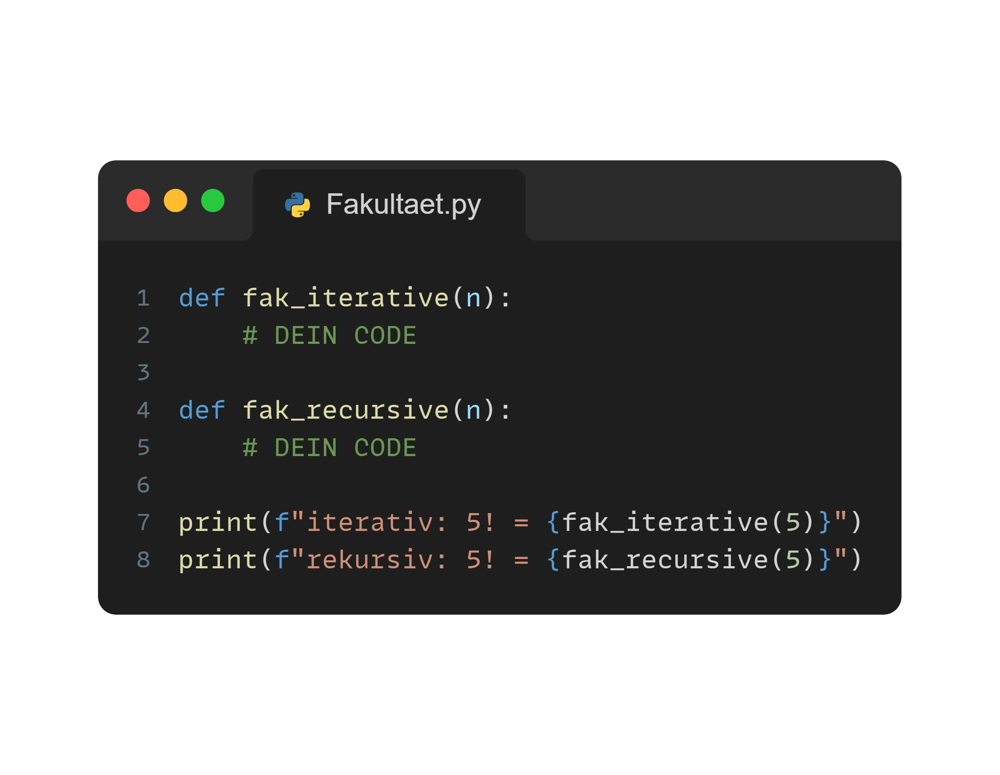 Fakultaet.py
1 def fak_iterative(n):
2     # DEIN CODE
3
4 def fak_recursive(n):
5     # DEIN CODE
6
7 print(f"iterativ: 5! = {fak_iterative(5)}")
8 print(f"rekursiv: 5! = {fak_recursive(5)}")